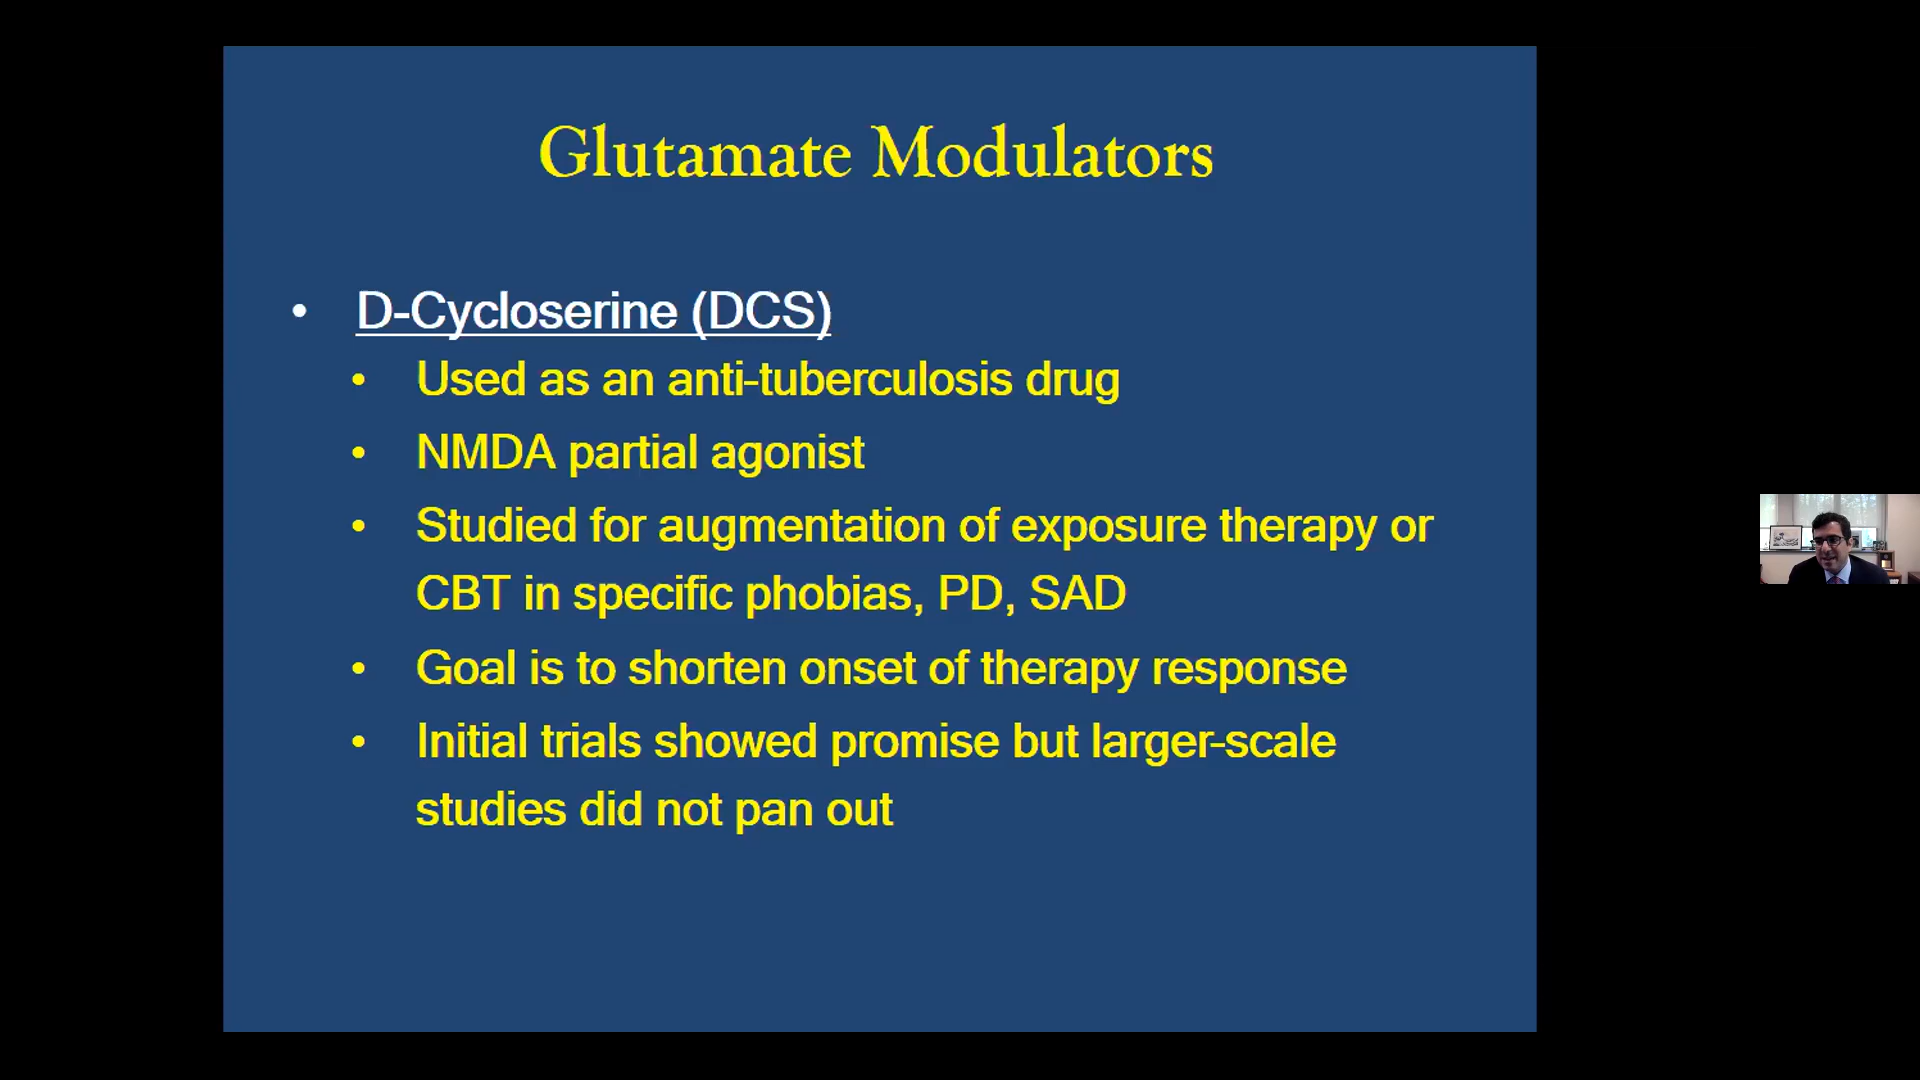 Glutamate Modulators
• D-Cycloserine (DCS)
• Used as an anti-tuberculosis drug
• NMDA partial agonist
• Studied for augmentation of exposure therapy or
CBT in specific phobias, PD, SAD
• Goal is to shorten onset of therapy response
• Initial trials showed promise but larger-scale
studies did not pan out